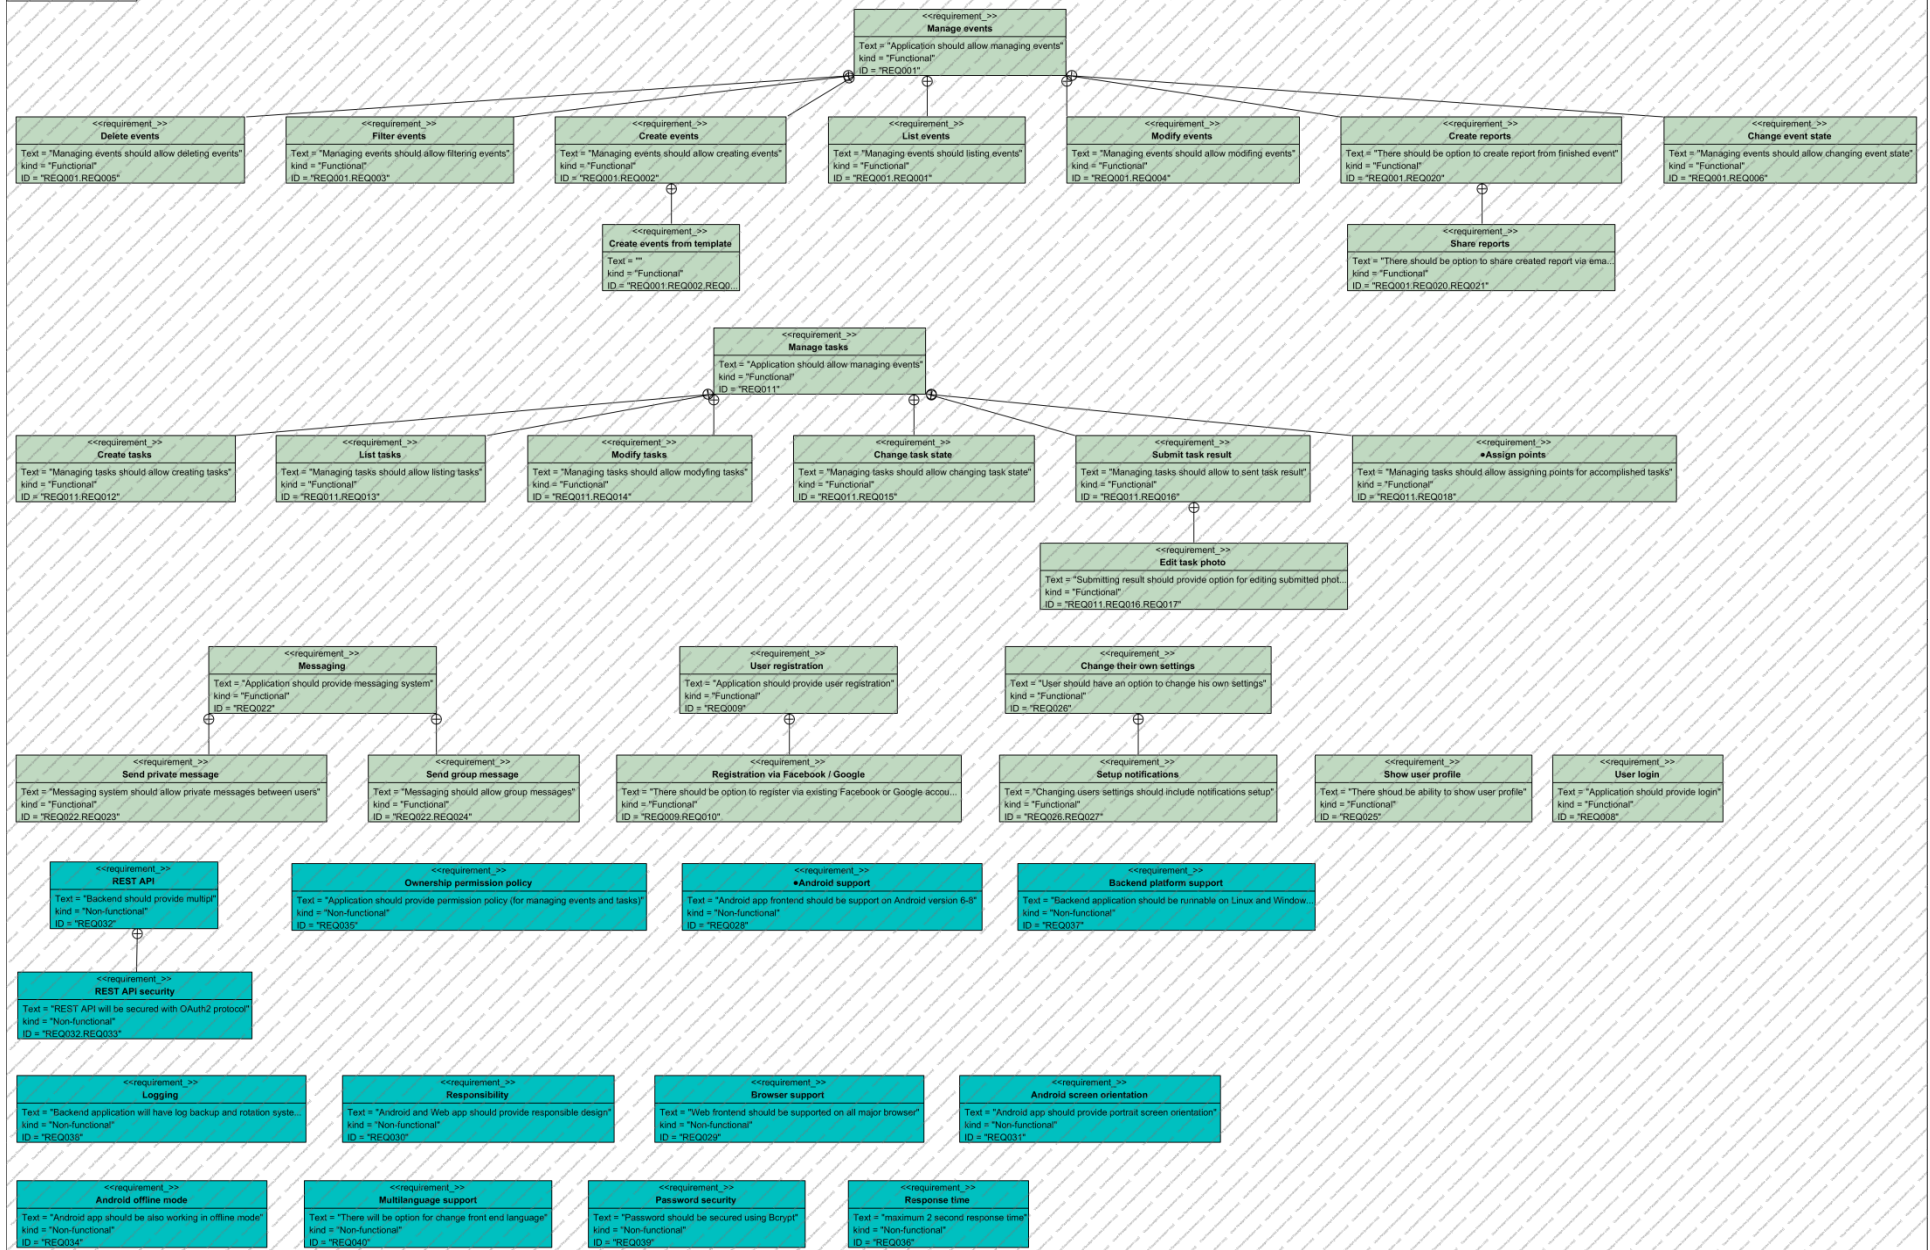 <<requirement_>>
Manage events
Text = "Application should allow managing events"
kind = "Functional"
ID = "REQ001"
<<requirement_>>
Delete events
Text = "Managing events should allow deleting events"
kind = "Functional"
ID = "REQ001.REQ005"
<<requirement_>>
Filter events
Text = "Managing events should allow filtering events"
kind = "Functional"
ID = "REQ001.REQ003"
<<requirement_>>
Create events
Text = "Managing events should allow creating events"
kind = "Functional"
ID = "REQ001.REQ002"
<<requirement_>>
List events
Text = "Managing events should listing events"
kind = "Functional"
ID = "REQ001.REQ001"
<<requirement_>>
Modify events
Text = "Managing events should allow modifing events"
kind = "Functional"
ID = "REQ001.REQ004"
<<requirement_>>
Create reports
Text = "There should be option to create report from finished event"
kind = "Functional"
ID = "REQ001.REQ020"
<<requirement_>>
Change event state
Text = "Managing events should allow changing event state"
kind = "Functional"
ID = "REQ001.REQ006"
<<requirement_>>
Create events from template
Text = ""
kind = "Functional"
ID = "REQ001.REQ002.REQ0...
<<requirement_>>
Share reports
Text = "There should be option to share created report via ema...
kind = "Functional"
ID = "REQ001.REQ020.REQ021"
<<requirement_>>
Manage tasks
Text = "Application should allow managing events"
kind = "Functional"
ID = "REQ011"
<<requirement_>>
Create tasks
Text = "Managing tasks should allow creating tasks"
kind = "Functional"
ID = "REQ011.REQ012"
<<requirement_>>
List tasks
Text = "Managing tasks should allow listing tasks"
kind = "Functional"
ID = "REQ011.REQ013"
<<requirement_>>
Modify tasks
Text = "Managing tasks should allow modyfing tasks"
kind = "Functional"
ID = "REQ011.REQ014"
<<requirement_>>
Change task state
Text = "Managing tasks should allow changing task state"
kind = "Functional"
ID = "REQ011.REQ015"
<<requirement_>>
Submit task result
Text = "Managing tasks should allow to sent task result"
kind = "Functional"
ID = "REQ011.REQ016"
<<requirement_>>
●Assign points
Text = "Managing tasks should allow assigning points for accomplished tasks"
kind = "Functional"
ID = "REQ011.REQ018"
<<requirement_>>
Edit task photo
Text = "Submitting result should provide option for editing submitted phot...
kind = "Functional"
ID = "REQ011.REQ016.REQ017"
<<requirement_>>
Messaging
Text = "Application should provide messaging system"
kind = "Functional"
ID = "REQ022"
<<requirement_>>
User registration
Text = "Application should provide user registration"
kind = "Functional"
ID = "REQ009"
<<requirement_>>
Change their own settings
Text = "User should have an option to change his own settings"
kind = "Functional"
ID = "REQ026"
<<requirement_>>
Send private message
Text = "Messaging system should allow private messages between users"
kind = "Functional"
ID = "REQ022.REQ023"
<<requirement_>>
Send group message
Text = "Messaging should allow group messages"
kind = "Functional"
ID = "REQ022.REQ024"
<<requirement_>>
Registration via Facebook / Google
Text = "There should be option to register via existing Facebook or Google accou...
kind = "Functional"
ID = "REQ009.REQ010"
<<requirement_>>
Setup notifications
Text = "Changing users settings should include notifications setup"
kind = "Functional"
ID = "REQ026.REQ027"
<<requirement_>>
Show user profile
Text = "There shoud be ability to show user profile"
kind = "Functional"
ID = "REQ025"
<<requirement_>>
User login
Text = "Application should provide login"
kind = "Functional"
ID = "REQ008"
<<requirement_>>
REST API
Text = "Backend should provide multipl"
kind = "Non-functional"
ID = "REQ032"
<<requirement_>>
Ownership permission policy
Text = "Application should provide permission policy (for managing events and tasks)"
kind = "Non-functional"
ID = "REQ035"
<<requirement_>>
●Android support
Text = "Android app frontend should be support on Android version 6-8"
kind = "Non-functional"
ID = "REQ028"
<<requirement_>>
Backend platform support
Text = "Backend application should be runnable on Linux and Window...
kind = "Non-functional"
ID = "REQ037"
<<requirement_>>
REST API security
Text = "REST API will be secured with OAuth2 protocol"
kind = "Non-functional"
ID = "REQ032.REQ033"
<<requirement_>>
Logging
Text = "Backend application will have log backup and rotation syste...
kind = "Non-functional"
ID = "REQ038"
<<requirement_>>
Responsibility
Text = "Android and Web app should provide responsible design"
kind = "Non-functional"
ID = "REQ030"
<<requirement_>>
Browser support
Text = "Web frontend should be supported on all major browser"
kind = "Non-functional"
ID = "REQ029"
<<requirement_>>
Android screen orientation
Text = "Android app should provide portrait screen orientation"
kind = "Non-functional"
ID = "REQ031"
<<requirement_>>
Android offline mode
Text = "Android app should be also working in offline mode"
kind = "Non-functional"
ID = "REQ034"
<<requirement_>>
Multilanguage support
Text = "There will be option for change front end language"
kind = "Non-functional"
ID = "REQ040"
<<requirement_>>
Password security
Text = "Password should be secured using Bcrypt"
kind = "Non-functional"
ID = "REQ039"
<<requirement_>>
Response time
Text = "maximum 2 second response time"
kind = "Non-functional"
ID = "REQ036"